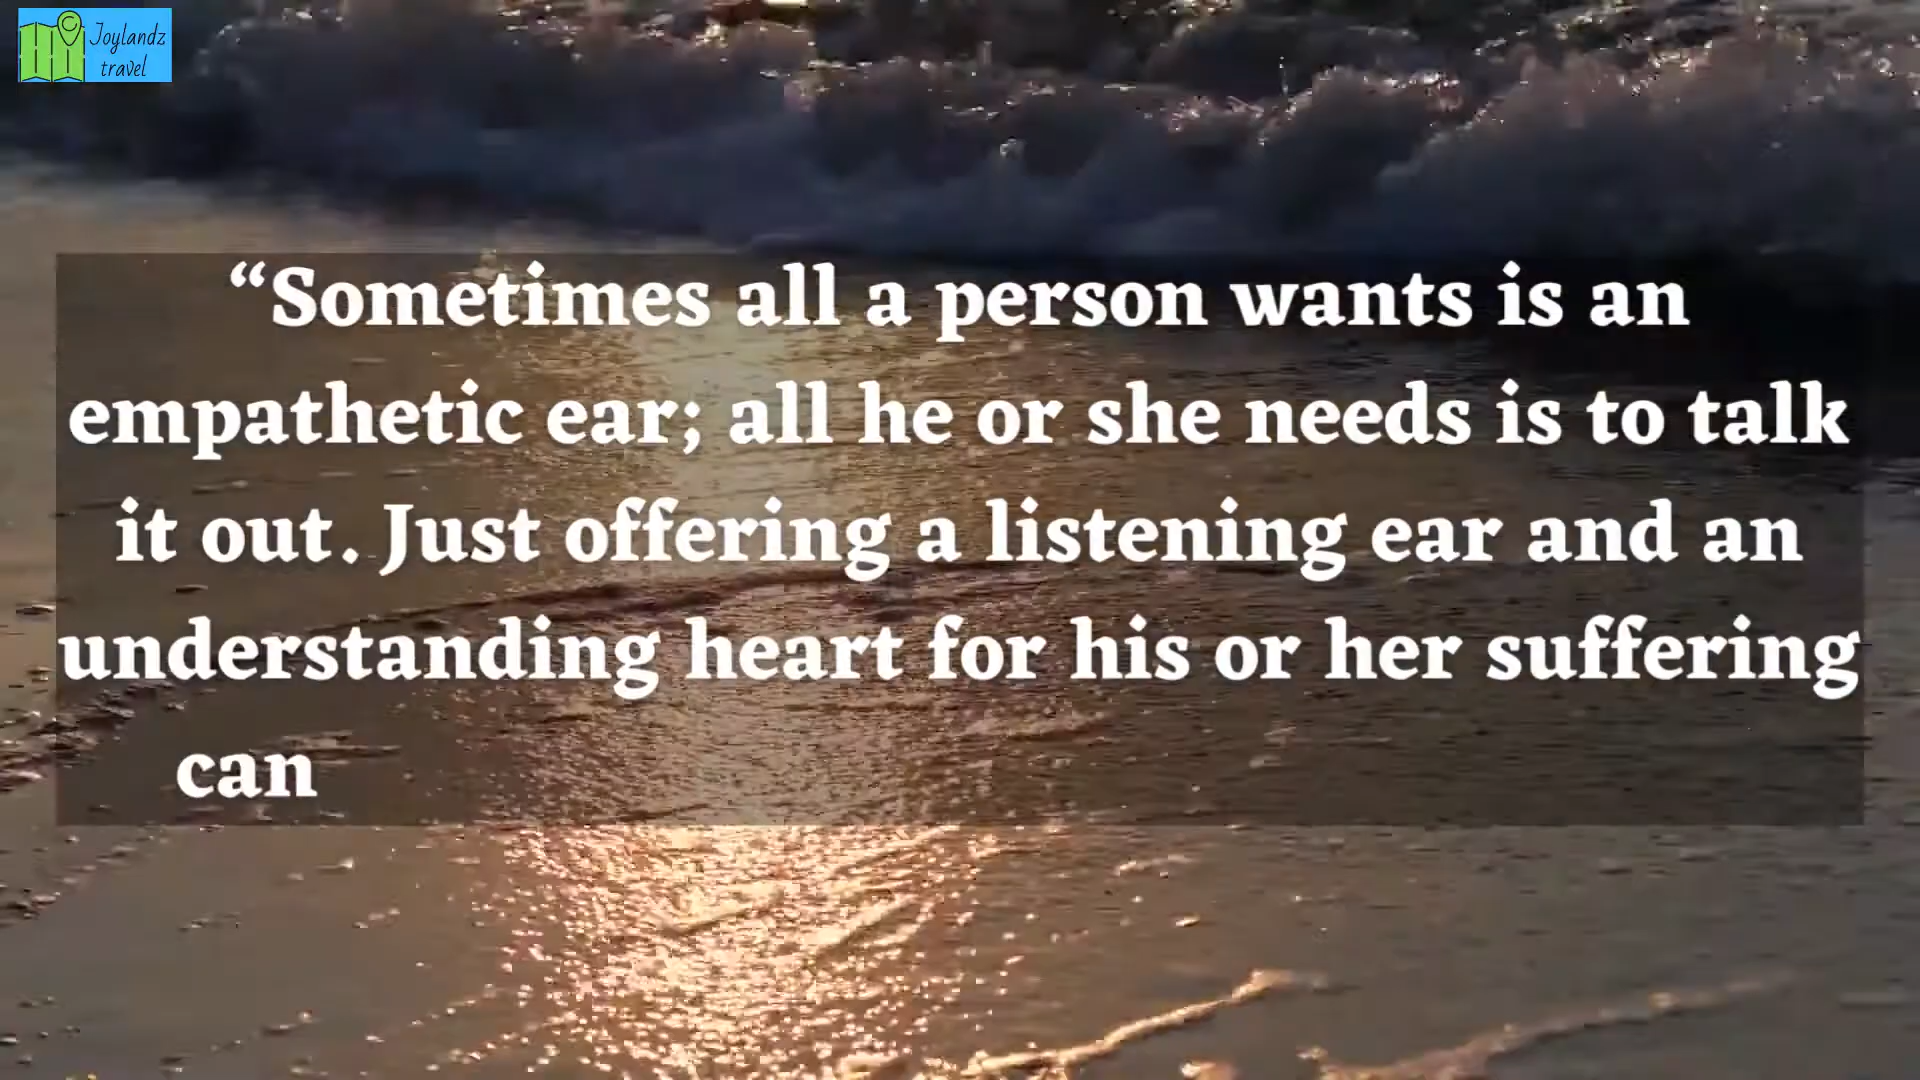 Joylandz
travel
“Sometimes all a person wants is an
empathetic ear; all he or she needs is to talk
it out. Just offering a listening ear and an
understanding heart for his or her suffering
can